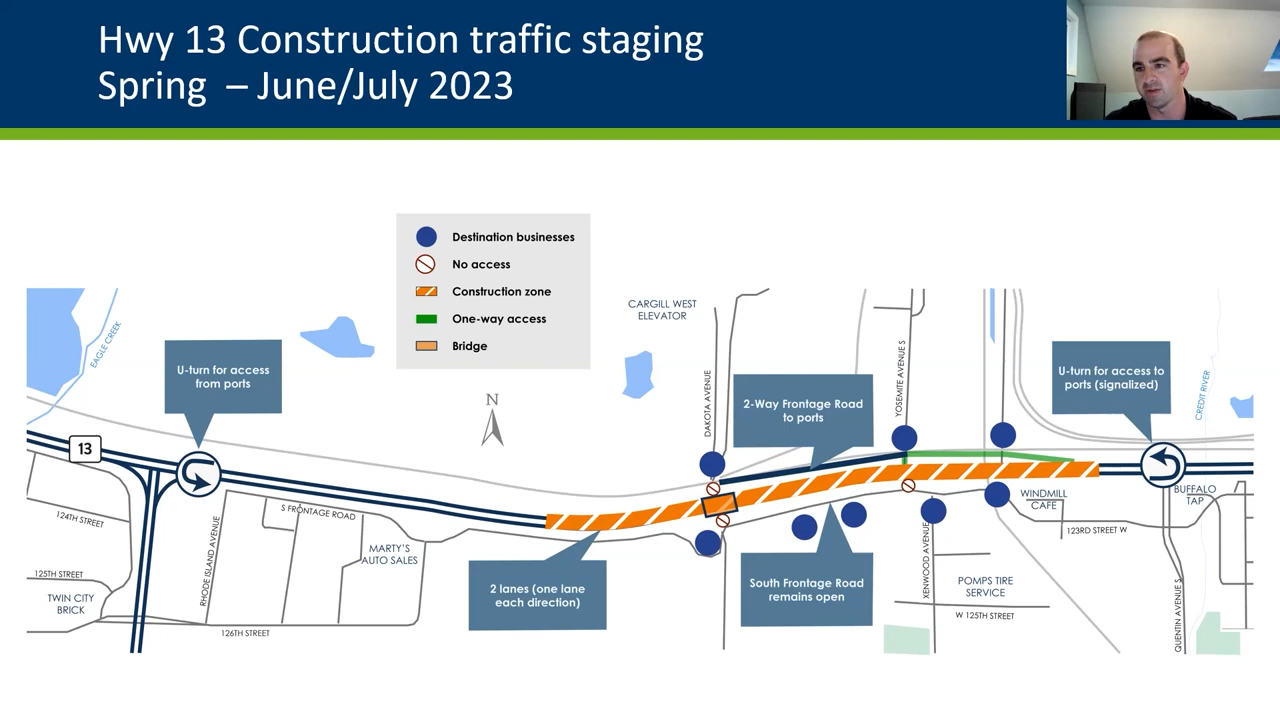 Hwy 13 Construction traffic staging
Spring – June/July 2023
Destination businesses
No access
Construction zone
One-way access
Bridge
CARGILL WEST
ELEVATOR
EAGLE CREEK
U-turn for access
from ports
N
DAKOTA AVENUE
2-Way Frontage Road
to ports
YOSEMITE AVENUE S
U-turn for access to
ports (signalized)
CREDIT RIVER
13
124TH STREET
125TH STREET
TWIN CITY
BRICK
RHODE ISLAND AVENUE
S FRONTAGE ROAD
MARTY'S
AUTO SALES
126TH STREET
2 lanes (one lane
each direction)
South Frontage Road
remains open
XENWOOD AVENUE
WINDMILL
CAFE
123RD STREET W
BUFFALO
TAP
POMPS TIRE
SERVICE
W 125TH STREET
QUENTIN AVENUE S